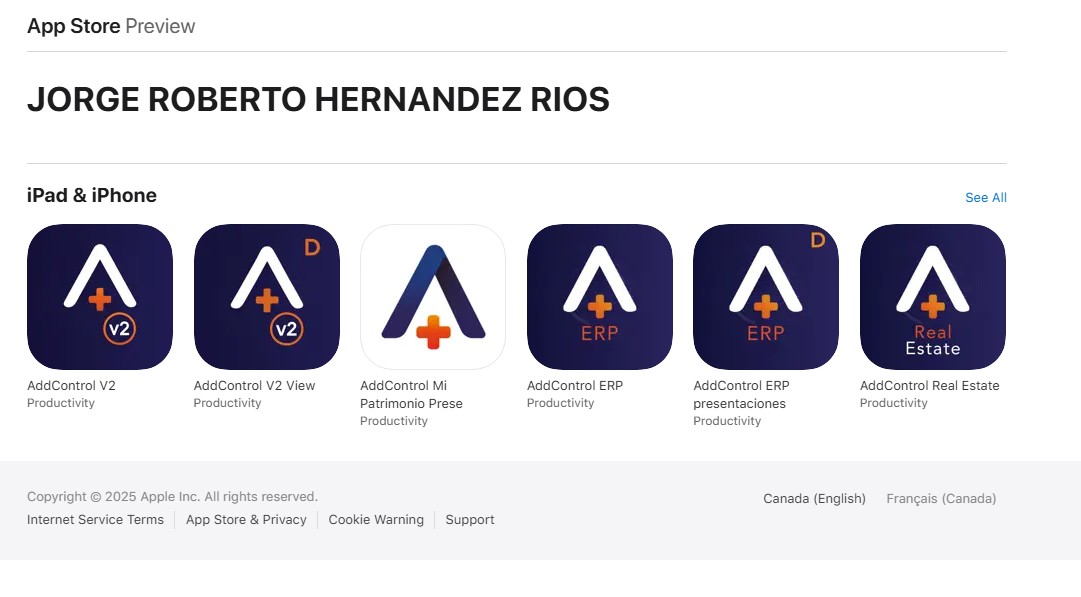 App Store Preview
JORGE ROBERTO HERNANDEZ RIOS
iPad & iPhone
See All
v2
D
v2
ERP
D
ERP
Real
Estate
AddControl V2
Productivity
AddControl V2 View
Productivity
AddControl Mi
Patrimonio Prese
Productivity
AddControl ERP
Productivity
AddControl ERP
presentaciones
Productivity
AddControl Real Estate
Productivity
Copyright © 2025 Apple Inc. All rights reserved.
Internet Service Terms
App Store & Privacy
Cookie Warning
Support
Canada (English)
Français (Canada)